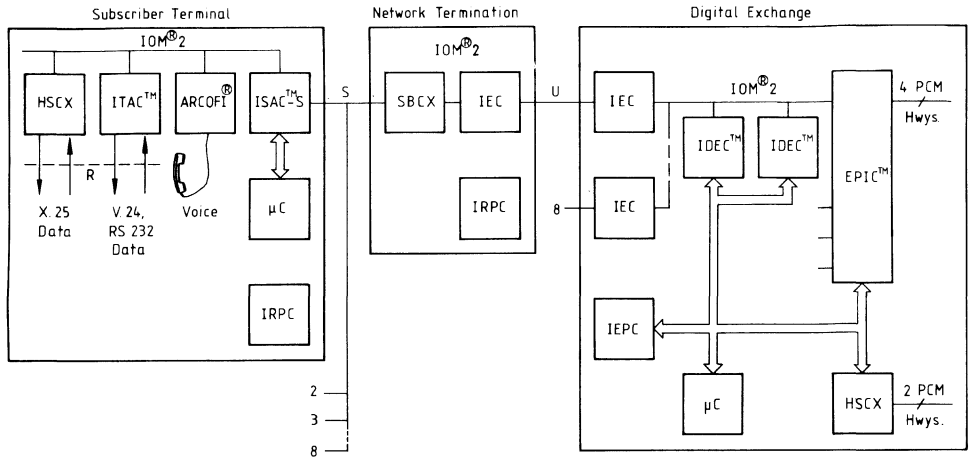 Subscriber Terminal
IOM®2
HSCX
ITAC™
ARCOFI®
ISAC™-S
R
X.25
Data
V.24,
RS 232
Data
Voice
µC
IRPC
S
2
3
8
Network Termination
IOM®2
SBCX
IEC
IRPC
U
8
Digital Exchange
IEC
IOM®2
IDEC™
IDEC™
EPIC™
4 PCM
Hwys.
IEC
IEPC
µC
HSCX
2 PCM
Hwys.